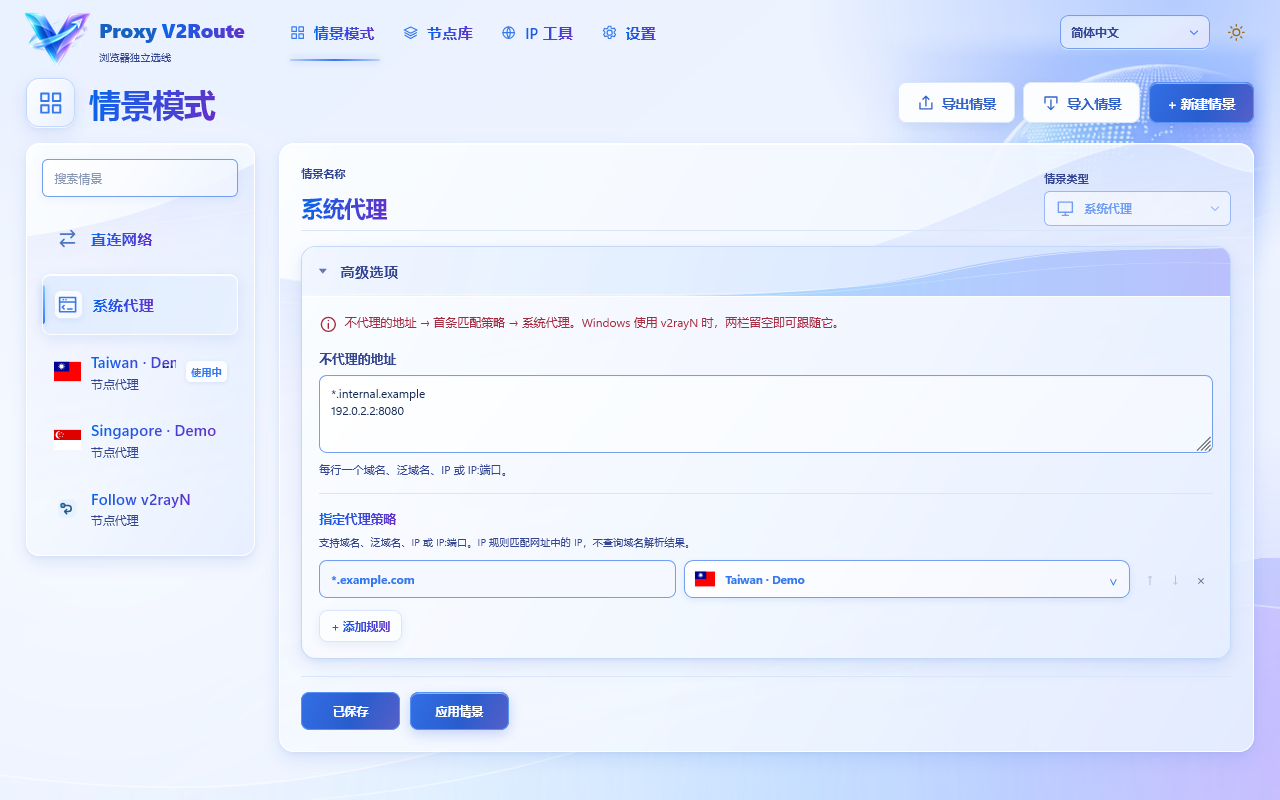 Proxy V2Route
浏览器独立选线
情景模式
节点库
IP 工具
设置
简体中文
情景模式
导出情景
导入情景
+ 新建情景
搜索情景
直连网络
系统代理
Taiwan · Den
节点代理
使用中
Singapore · Demo
节点代理
Follow v2rayN
节点代理
情景名称
系统代理
情景类型
系统代理
高级选项
不代理的地址 → 首条匹配策略 → 系统代理。Windows 使用 v2rayN 时，两栏留空即可跟随它。
不代理的地址
*.internal.example
192.0.2.2:8080
每行一个域名、泛域名、IP 或 IP:端口。
指定代理策略
支持域名、泛域名、IP 或 IP:端口。IP 规则匹配网址中的 IP，不查询域名解析结果。
*.example.com
Taiwan · Demo
+ 添加规则
已保存
应用情景